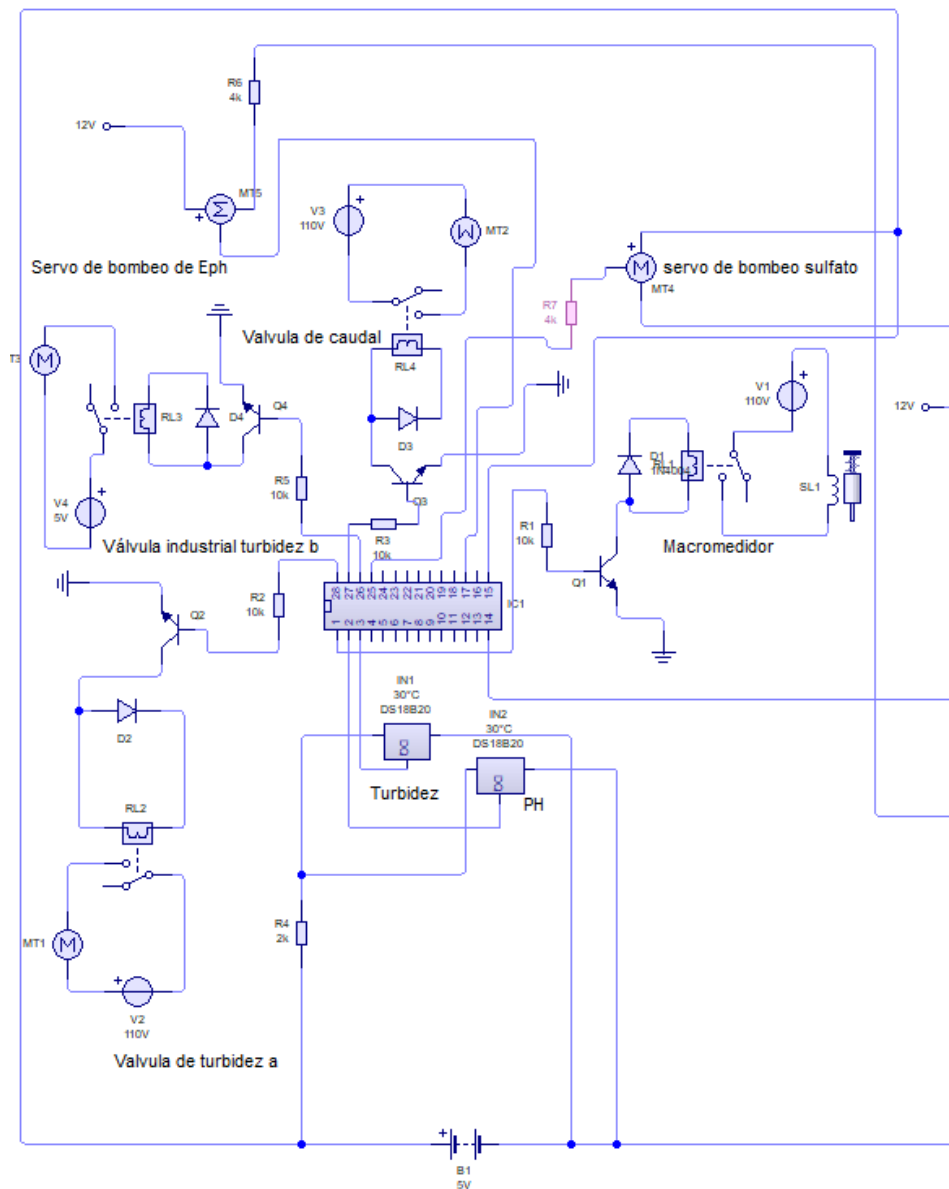 R6
4k
12V
MT5
V3
110V
MT2
Servo de bombeo de Eph
servo de bombeo sulfato
MT4
R7
4k
Valvula de caudal
RL4
T3
RL3
D4
Q4
D3
V1
110V
12V
D1
1N4004
SL1
R5
10k
Q3
V4
5V
R3
10k
R1
10k
Macromedidor
Válvula industrial turbidez b
Q1
R2
10k
28 27 26 25 24 23 22 21 20 19 18 17 16 15
IC1
1 2 3 4 5 6 7 8 9 10 11 12 13 14
Q2
IN1
30°C
DS18B20
IN2
30°C
DS18B20
D2
Turbidez
PH
RL2
R4
2k
MT1
V2
110V
Valvula de turbidez a
B1
5V